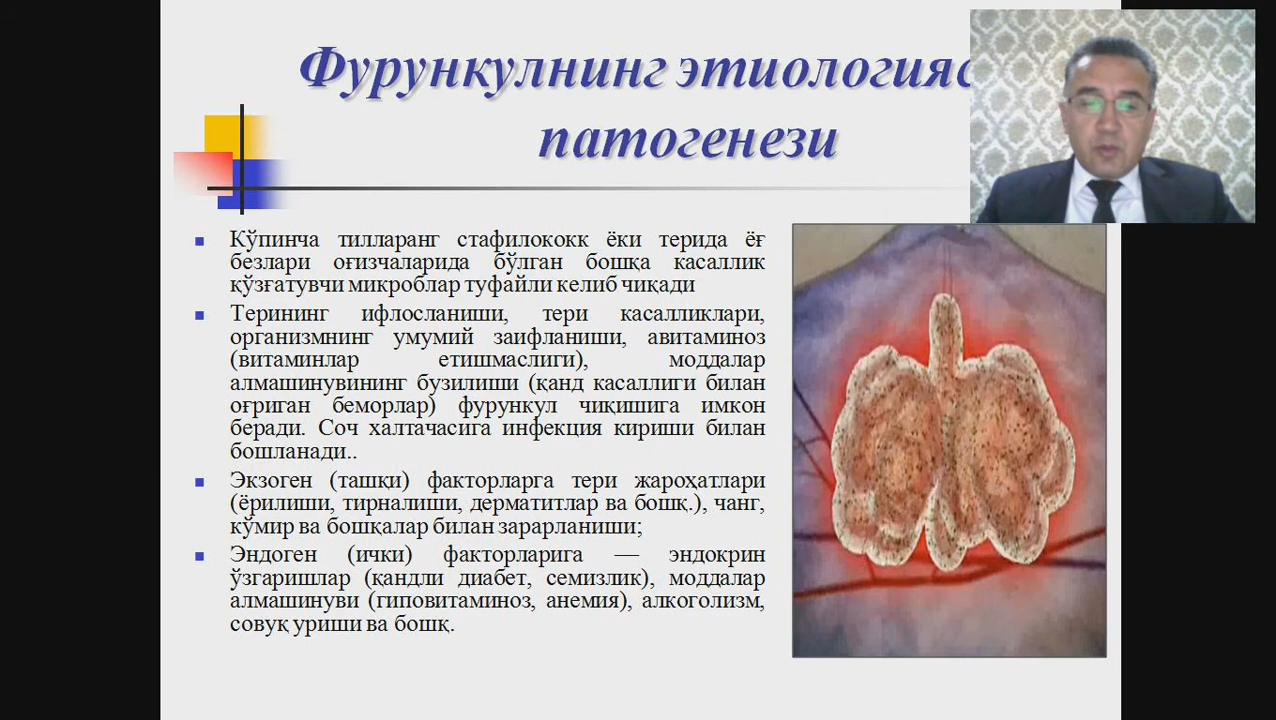 Фурункулнинг этиологияс
патогенези
Кўпинча тилларанг стафилококк ёки терида ёғ
безлари оғизчаларида бўлган бошқа касаллик
қўзғатувчи микроблар туфайли келиб чиқади
Терининг ифлосланиши, тери касалликлари,
организмнинг умумий заифланиши, авитаминоз
(витаминлар етишмаслиги), моддалар
алмашинувининг бузилиши (қанд касаллиги билан
оғриган беморлар) фурункул чиқишига имкон
беради. Соч халтачасига инфекция кириши билан
бошланади..
Экзоген (ташқи) факторларга тери жароҳатлари
(ёрилиши, тирналиши, дерматитлар ва бошқ.), чанг,
кўмир ва бошқалар билан зарарланиши;
Эндоген (ички) факторларига — эндокрин
ўзгаришлар (қандли диабет, семизлик), моддалар
алмашинуви (гиповитаминоз, анемия), алкоголизм,
совуқ уриши ва бошқ.